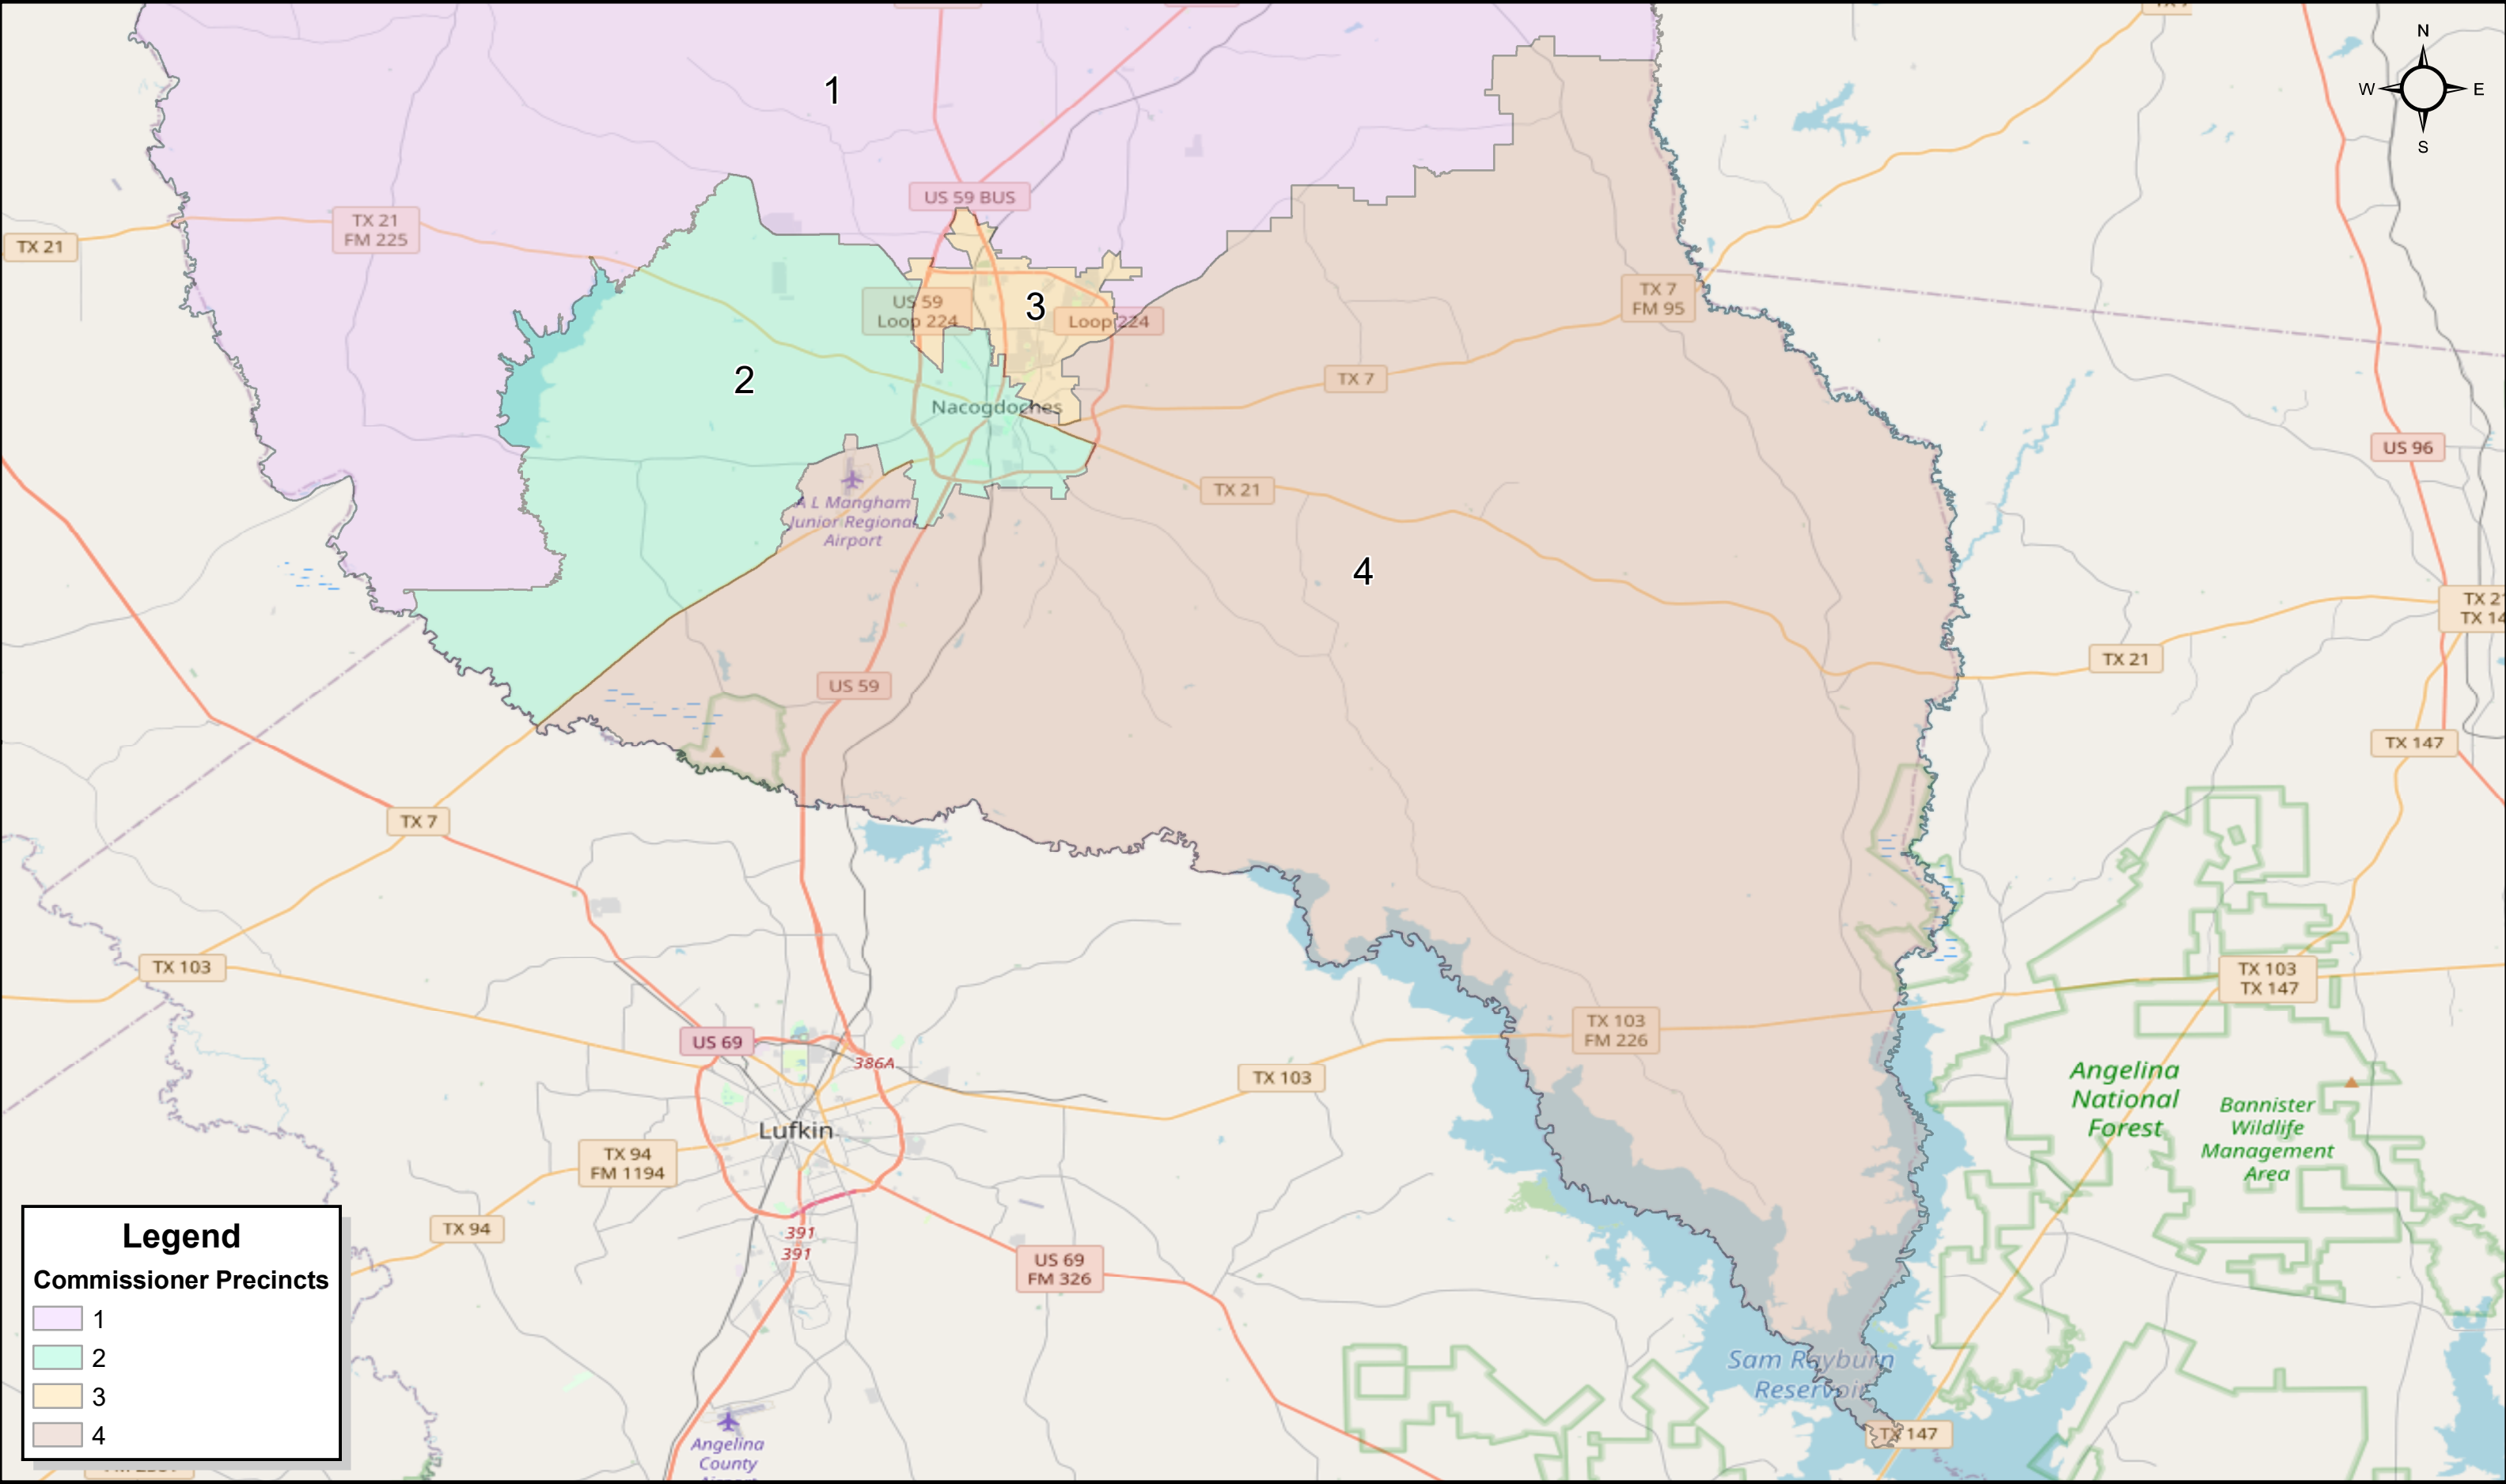 N
W
E
S
1
US 59 BUS
TX 21
FM 225
TX 21
US 59
Loop 224
3
Loop 224
TX 7
FM 95
2
TX 7
Nacogdoches
US 96
A L Mangham
Junior Regional
Airport
TX 21
4
TX 21
US 59
TX 147
TX 7
TX 103
TX 103
TX 147
TX 103
FM 226
US 69
386A
TX 103
Angelina
National
Forest
Bannister
Wildlife
Management
Area
Lufkin
TX 94
FM 1194
TX 94
391
391
US 69
FM 326
Sam Rayburn
Reservoir
TX 147
Angelina
County
Legend
Commissioner Precincts
1
2
3
4